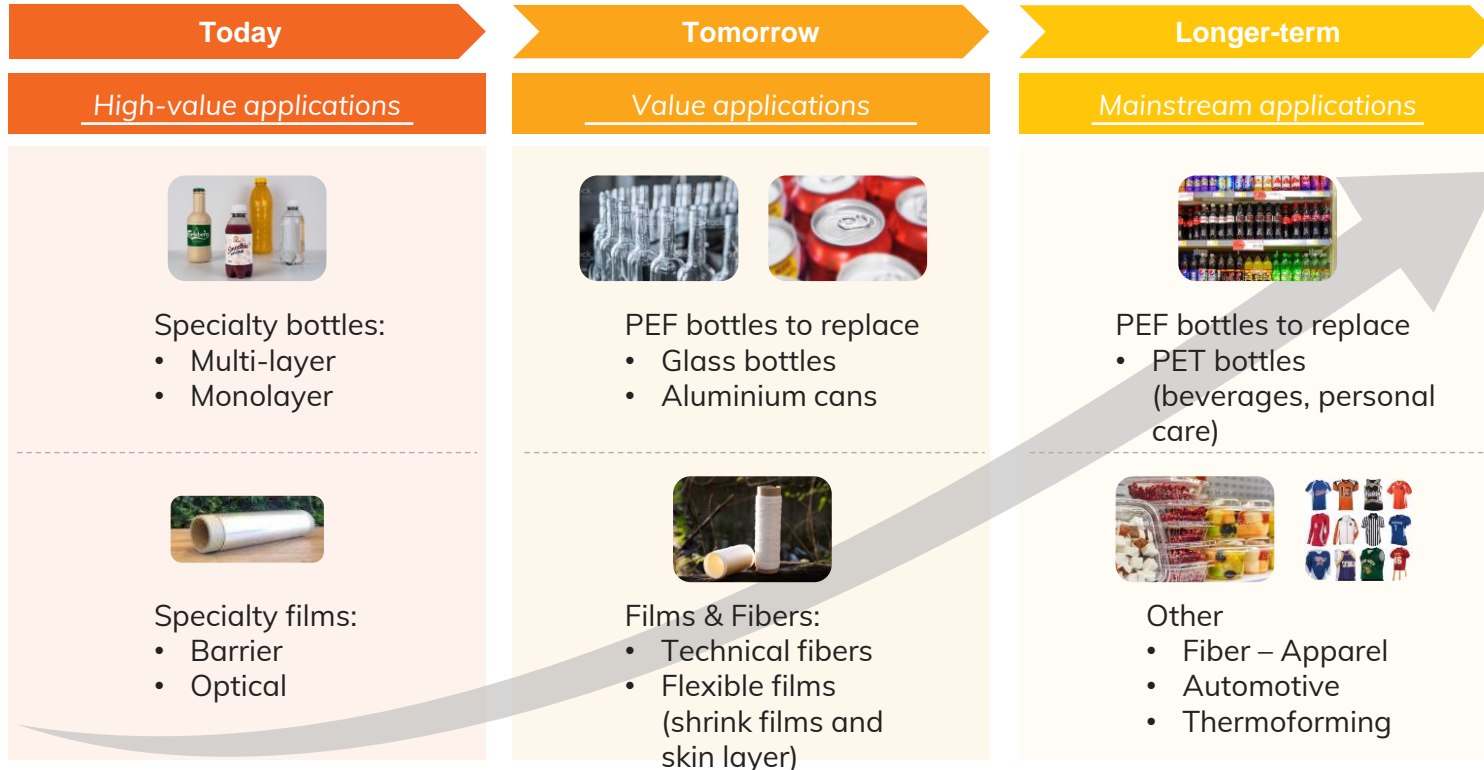 Today
Tomorrow
Longer-term
High-value applications
Value applications
Mainstream applications
Carlsberg
Smoothie
Specialty bottles:
• Multi-layer
• Monolayer
PEF bottles to replace
• Glass bottles
• Aluminium cans
PEF bottles to replace
• PET bottles
(beverages, personal
care)
Specialty films:
• Barrier
• Optical
Films & Fibers:
• Technical fibers
• Flexible films
(shrink films and
skin layer)
Other
• Fiber – Apparel
• Automotive
• Thermoforming